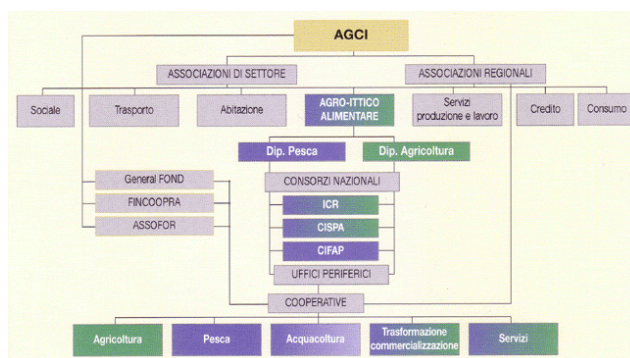 AGCI
ASSOCIAZIONI DI SETTORE
ASSOCIAZIONI REGIONALI
Sociale
Trasporto
Abitazione
AGRO-ITTICO
ALIMENTARE
Servizi
produzione e lavoro
Credito
Consumo
Dip. Pesca
Dip. Agricoltura
General FOND
FINCOOPRA
ASSOFOR
CONSORZI NAZIONALI
ICR
CISPA
CIFAP
UFFICI PERIFERICI
COOPERATIVE
Agricoltura
Pesca
Acquacoltura
Trasformazione
commercializzazione
Servizi